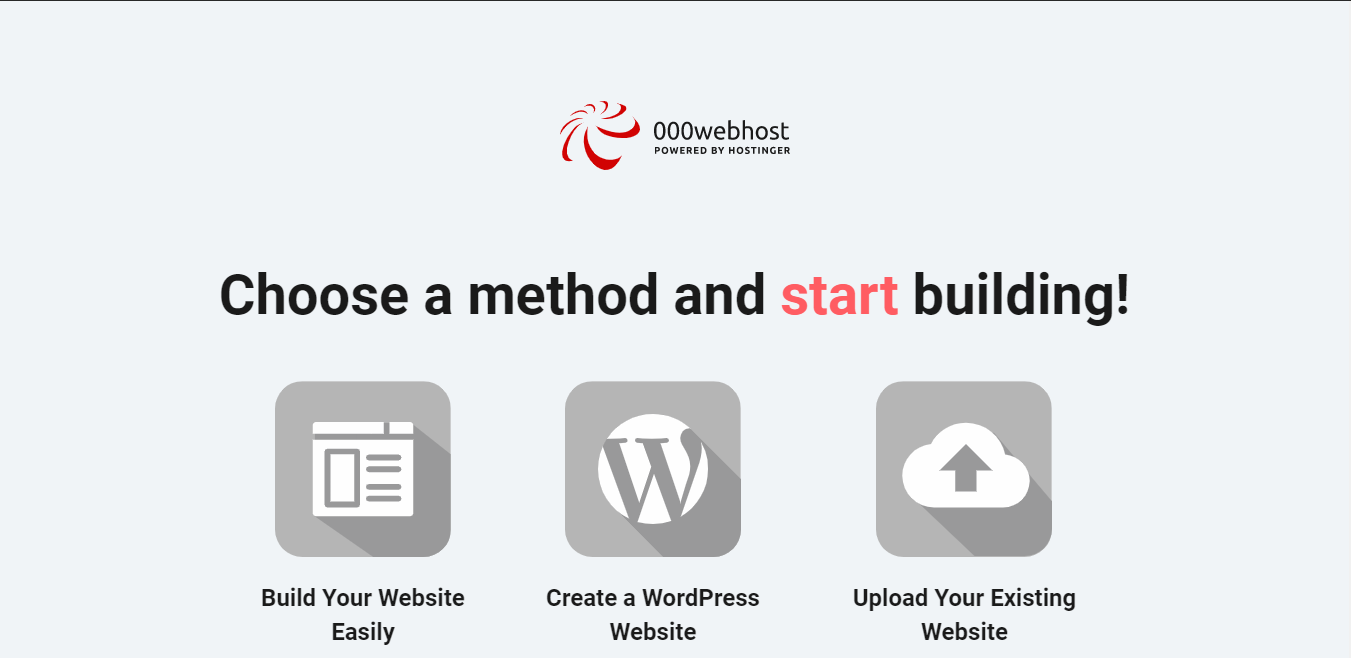 000webhost
POWERED BY HOSTINGER
Choose a method and start building!
Build Your Website
Easily
Create a WordPress
Website
Upload Your Existing
Website